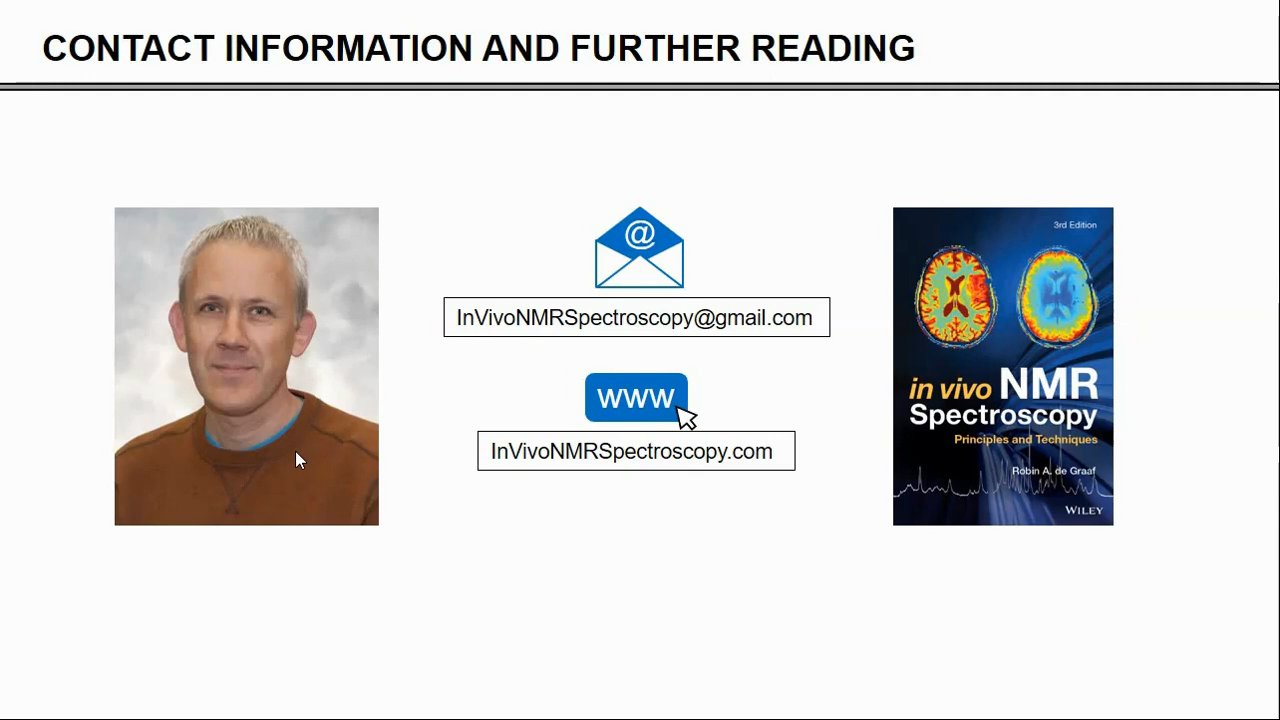 CONTACT INFORMATION AND FURTHER READING
@
InVivoNMRSpectroscopy@gmail.com
www
InVivoNMRSpectroscopy.com
3rd Edition
in vivo NMR
Spectroscopy
Principles and Techniques
Robin A. de Graaf
WILEY